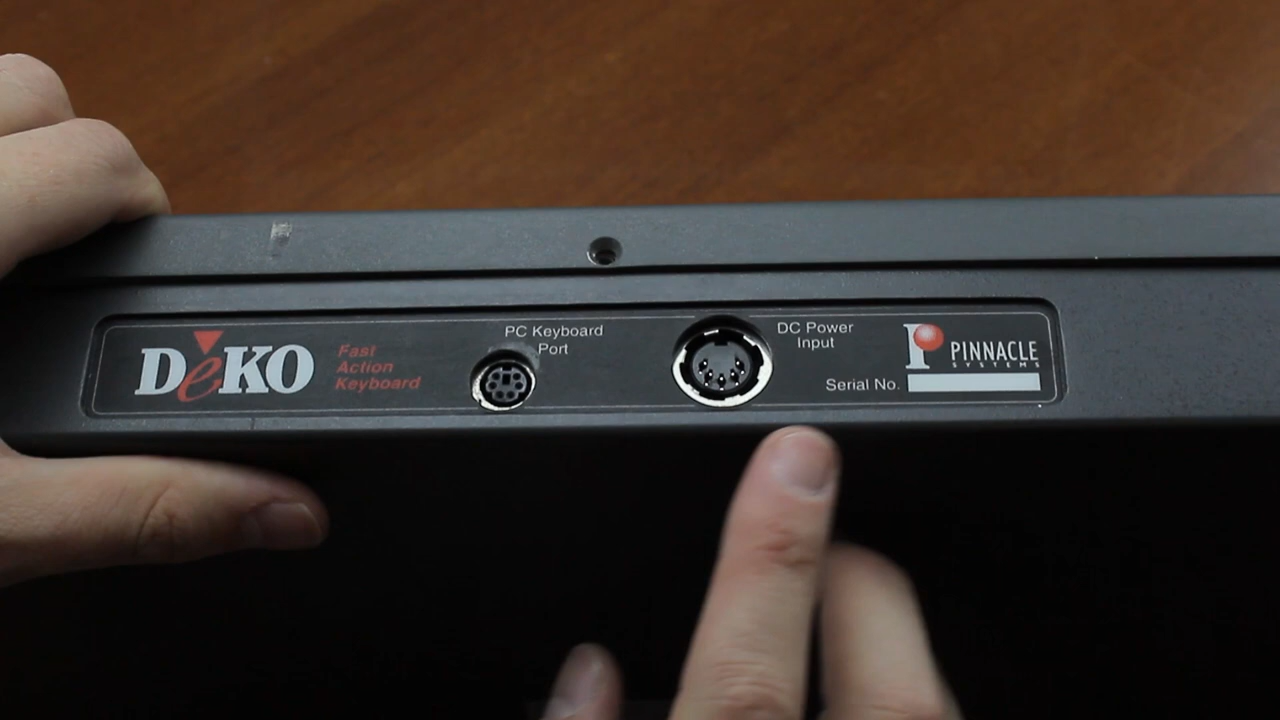 DeKO
Fast
Action
Keyboard
PC Keyboard
Port
DC Power
Input
Serial No.
PINNACLE
SYSTEMS